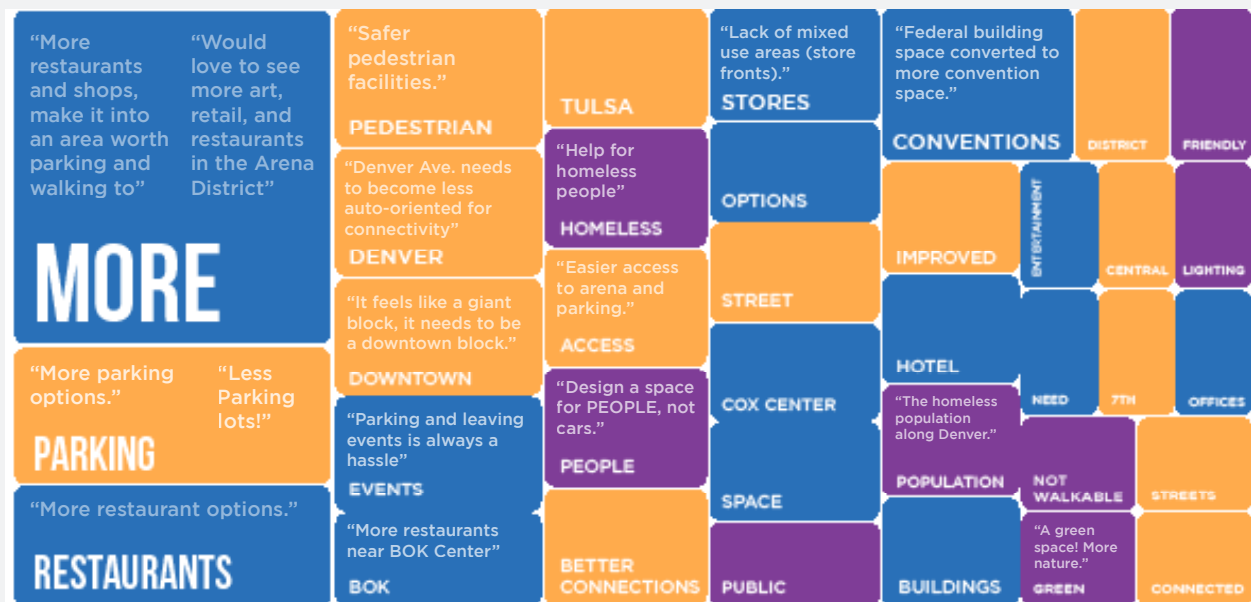 “More
restaurants
and shops,
make it into
an area worth
parking and
walking to”
“Would
love to see
more art,
retail, and
restaurants
in the Arena
District”
MORE
“More parking
options.”
“Less
Parking
lots!”
PARKING
“More restaurant options.”
RESTAURANTS
“Safer
pedestrian
facilities.”
PEDESTRIAN
“Denver Ave. needs
to become less
auto-oriented for
connectivity”
DENVER
“It feels like a giant
block, it needs to be
a downtown block.”
DOWNTOWN
“Parking and leaving
events is always a
hassle”
EVENTS
“More restaurants
near BOK Center”
BOK
TULSA
“Help for
homeless
people”
HOMELESS
“Easier access
to arena and
parking.”
ACCESS
“Design a space
for PEOPLE, not
cars.”
PEOPLE
BETTER
CONNECTIONS
“Lack of mixed
use areas (store
fronts).”
STORES
OPTIONS
STREET
COX CENTER
SPACE
PUBLIC
“Federal building
space converted to
more convention
space.”
CONVENTIONS
DISTRICT
FRIENDLY
IMPROVED
ENTERTAINMENT
CENTRAL
LIGHTING
HOTEL
NEED
7TH
OFFICES
“The homeless
population
along Denver.”
POPULATION
NOT
WALKABLE
STREETS
BUILDINGS
“A green
space! More
nature.”
GREEN
CONNECTED